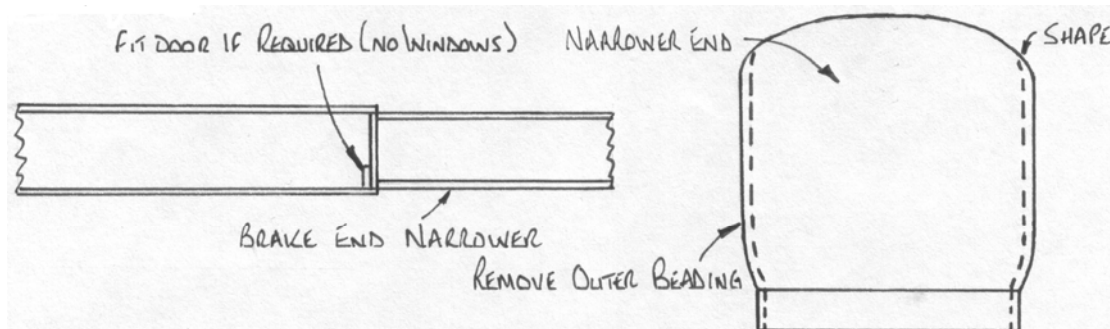 FIT DOOR IF REQUIRED (NO WINDOWS)
NARROWER END
SHAPE
BRAKE END NARROWER
REMOVE OUTER BEADING